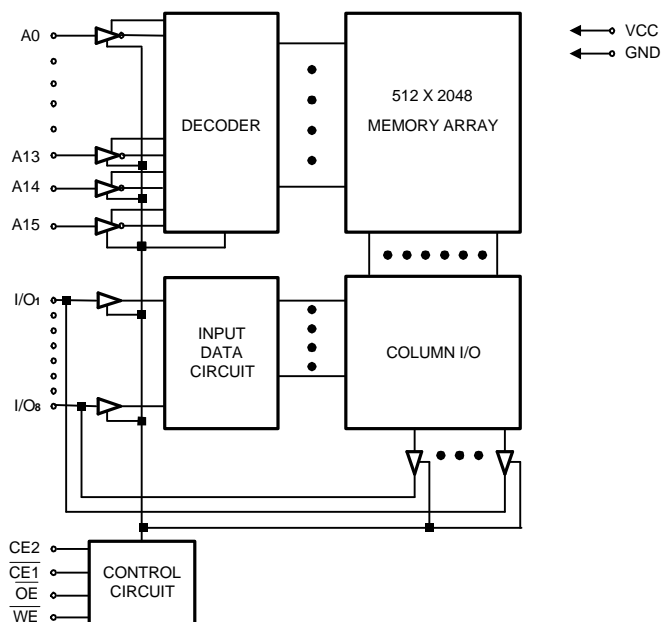 A0
VCC
GND
512 X 2048
MEMORY ARRAY
DECODER
A13
A14
A15
I/O1
INPUT
DATA
CIRCUIT
COLUMN I/O
I/O8
CE2
CE1
OE
WE
CONTROL
CIRCUIT